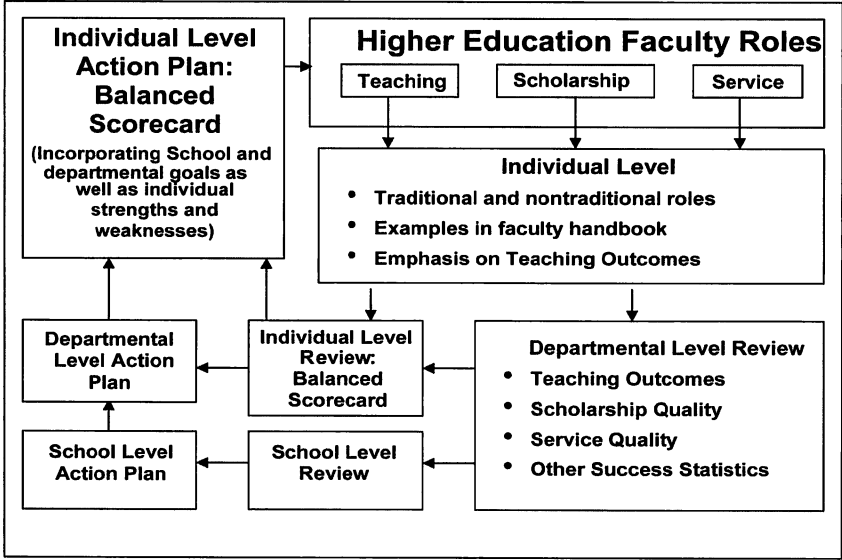 Individual Level
Action Plan:
Balanced
Scorecard
(Incorporating School and
departmental goals as
well as individual
strengths and
weaknesses)
Higher Education Faculty Roles
Teaching
Scholarship
Service
Individual Level
• Traditional and nontraditional roles
• Examples in faculty handbook
• Emphasis on Teaching Outcomes
Departmental
Level Action
Plan
Individual Level
Review:
Balanced
Scorecard
Departmental Level Review
• Teaching Outcomes
• Scholarship Quality
• Service Quality
• Other Success Statistics
School Level
Action Plan
School Level
Review